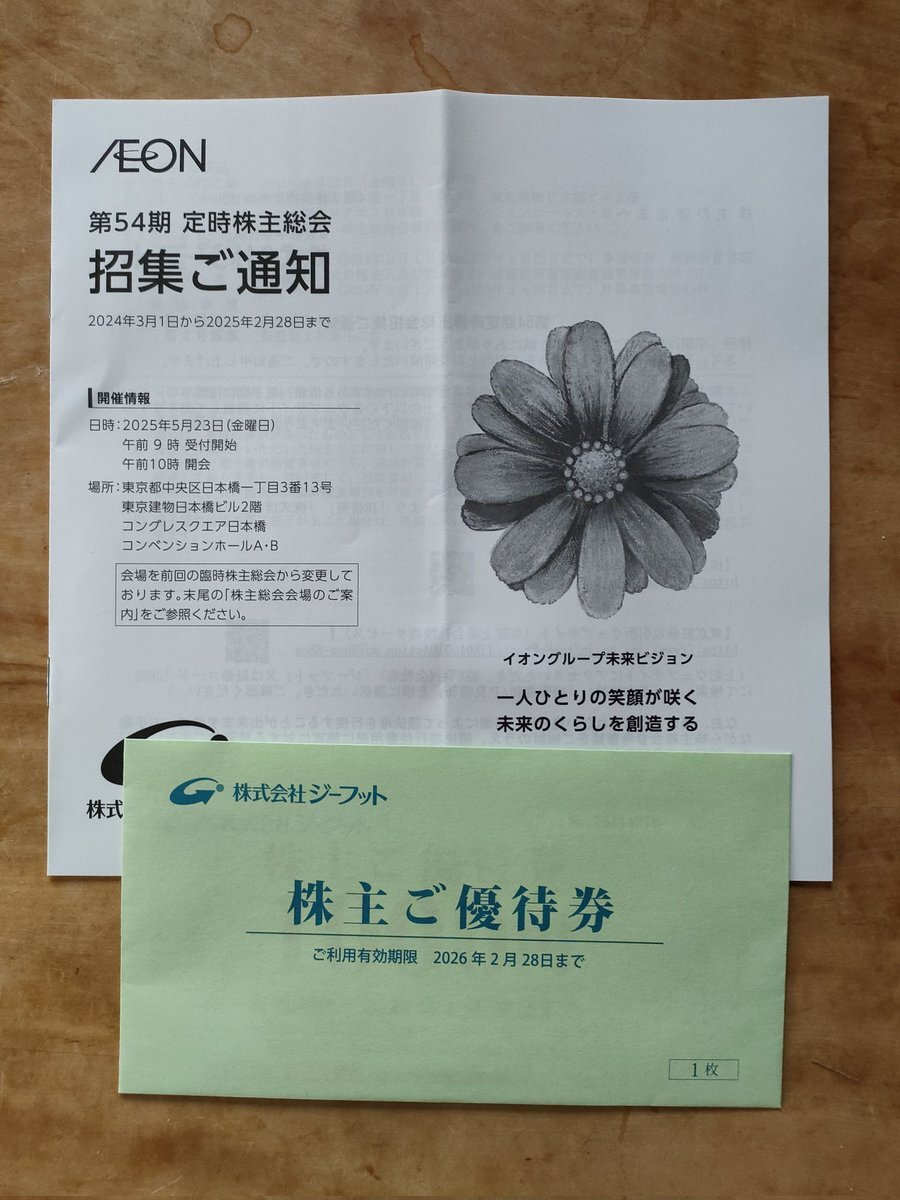 ÆON
第54期 定時株主総会
招集ご通知
2024年3月1日から2025年2月28日まで
開催情報
日時：2025年5月23日（金曜日）
午前 9 時 受付開始
午前10時 開会
場所：東京都中央区日本橋一丁目3番13号
東京建物日本橋ビル2階
コングレスクエア日本橋
コンベンションホールA・B
会場を前回の臨時株主総会から変更して
おります。末尾の「株主総会会場のご案
内」をご参照ください。
イオングループ未来ビジョン
一人ひとりの笑顔が咲く
未来のくらしを創造する
株式
株式会社ジーフット
株主ご優待券
ご利用有効期限 2026年2月28日まで
1枚